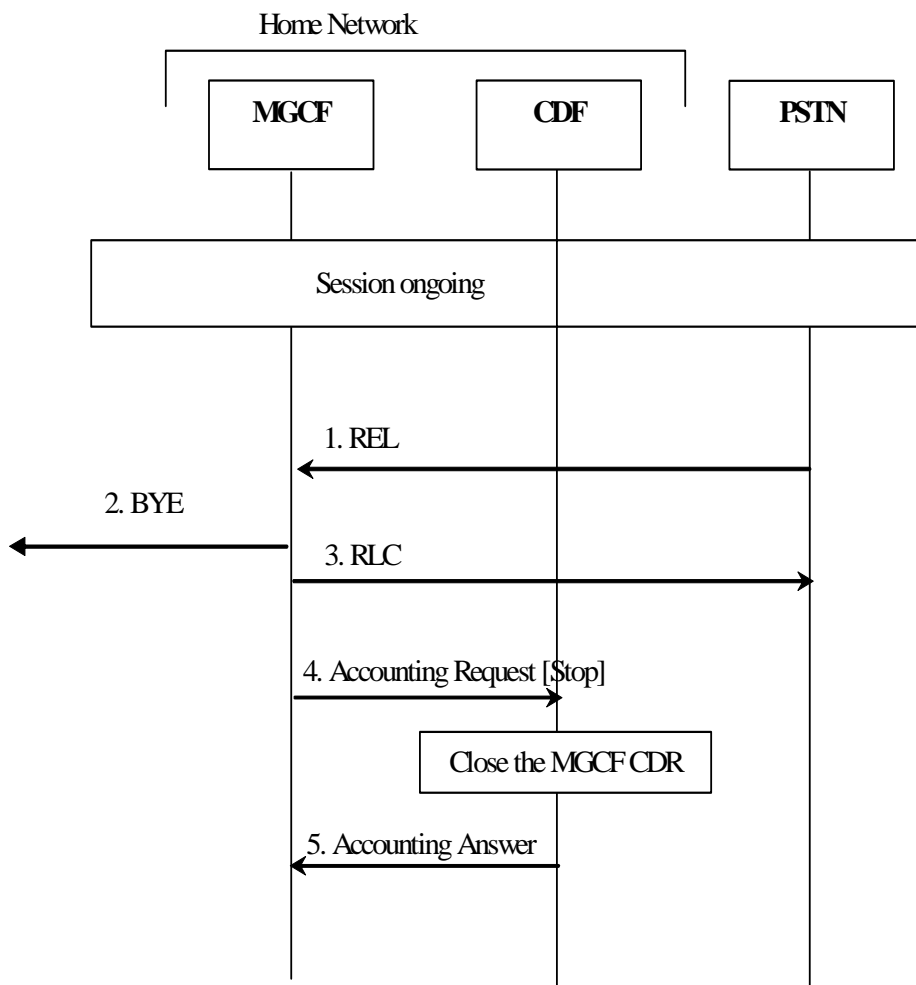 Home Network
MGCF
CDF
PSTN
Session ongoing
1. REL
2. BYE
3. RLC
4. Accounting Request [Stop]
Close the MGCF CDR
5. Accounting Answer